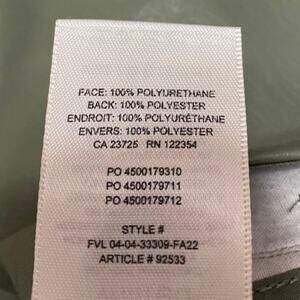 FACE: 100% POLYURETHANE
BACK: 100% POLYESTER
ENDROIT: 100% POLYURÉTHANE
ENVERS: 100% POLYESTER
CA 23725 RN 122354
PO 4500179310
PO 4500179711
PO 4500179712
STYLE #
FVL 04-04-33309-FA22
ARTICLE # 92533